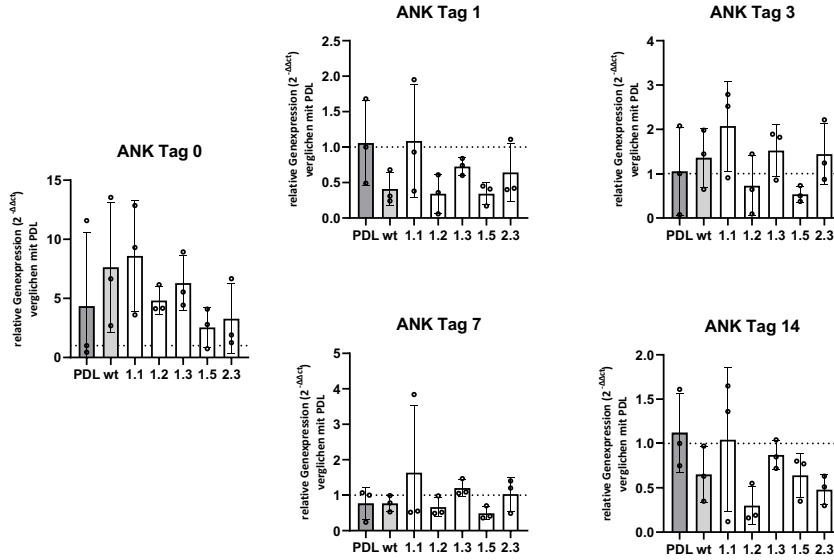 ANK Tag 0
relative Genexpression (2^-ΔΔct)
verglichen mit PDL
15
10
5
0
PDL wt 1.1 1.2 1.3 1.5 2.3
ANK Tag 1
relative Genexpression (2^-ΔΔct)
verglichen mit PDL
2.5
2.0
1.5
1.0
0.5
0.0
PDL wt 1.1 1.2 1.3 1.5 2.3
ANK Tag 3
relative Genexpression (2^-ΔΔct)
verglichen mit PDL
4
3
2
1
0
PDL wt 1.1 1.2 1.3 1.5 2.3
ANK Tag 7
relative Genexpression (2^-ΔΔct)
verglichen mit PDL
5
4
3
2
1
0
PDL wt 1.1 1.2 1.3 1.5 2.3
ANK Tag 14
relative Genexpression (2^-ΔΔct)
verglichen mit PDL
2.0
1.5
1.0
0.5
0.0
PDL wt 1.1 1.2 1.3 1.5 2.3